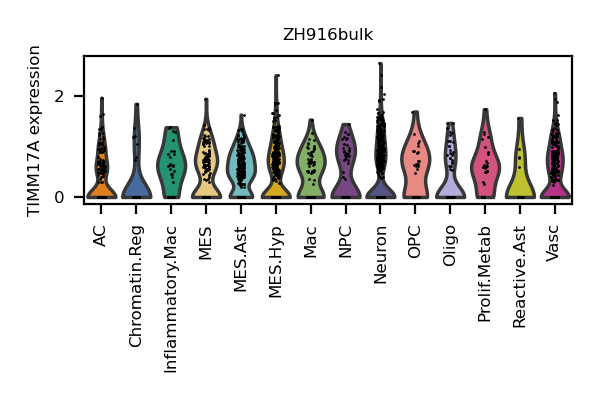 ZH916bulk
TIMM17A expression
2
0
AC
Chromatin.Reg
Inflammatory.Mac
MES
MES.Ast
MES.Hyp
Mac
NPC
Neuron
OPC
Oligo
Prolif.Metab
Reactive.Ast
Vasc